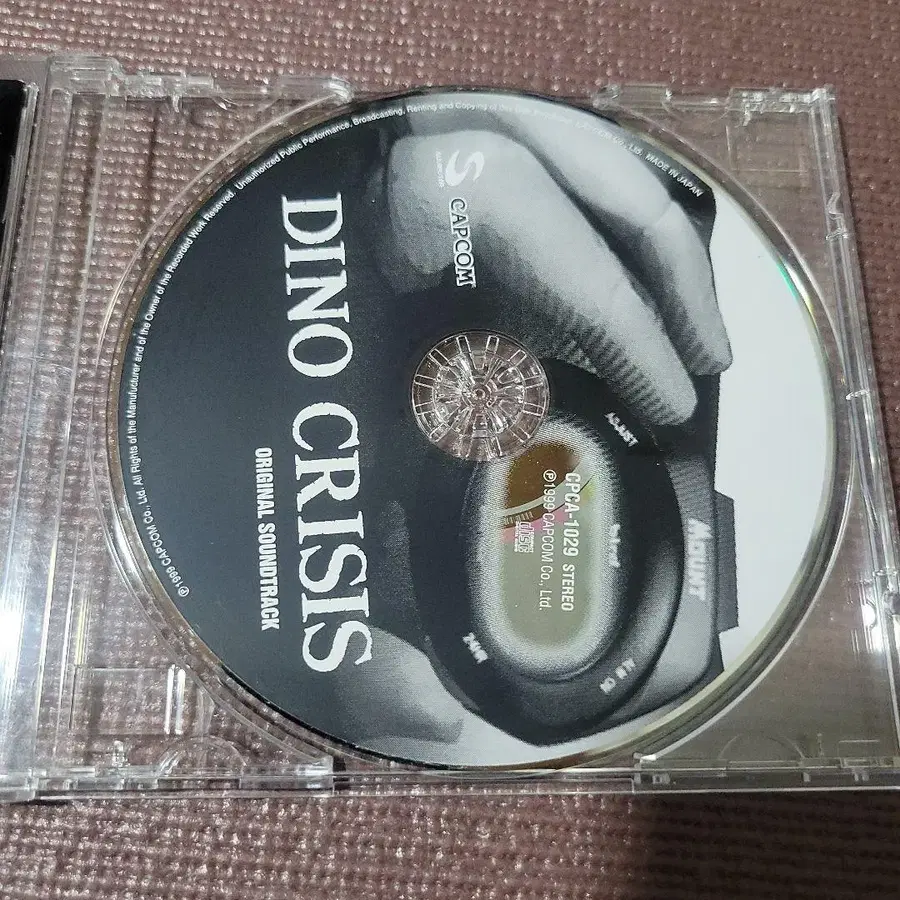 DINO CRISIS
ORIGINAL SOUNDTRACK
S
CAPCOM
CPCA-1029 STEREO
℗1999 CAPCOM Co., Ltd.
disc
ADJUST
MOUNT
℗1999 CAPCOM Co., Ltd. All Rights of the Manufacturer and of the Owner of the Recorded Work Reserved. Unauthorized Public Performance, Broadcasting, Renting and Copying of this CO., Ltd. MADE IN JAPAN